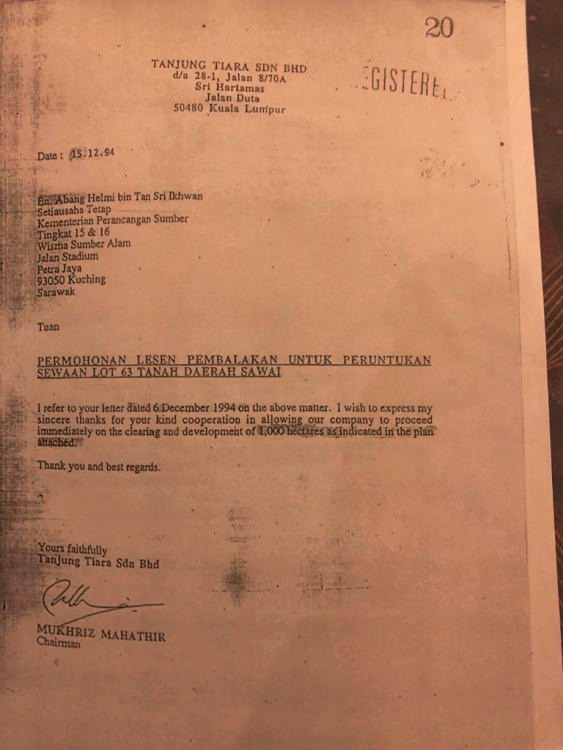 20
TANJUNG TIARA SDN BHD
d/a 28-1, Jalan 8/70A
Sri Hartamas
Jalan Duta
50480 Kuala Lumpur
EGISTERE
Date : 15.12.94
En. Abang Helmi bin Tan Sri Ikhwan
Setiausaha Tetap
Kementerian Perancangan Sumber
Tingkat 15 & 16
Wisma Sumber Alam
Jalan Stadium
Petra Jaya
93050 Kuching
Sarawak
Tuan
PERMOHONAN LESEN PEMBALAKAN UNTUK PERUNTUKAN
SEWAAN LOT 63 TANAH DAERAH SAWAI
I refer to your letter dated 6 December 1994 on the above matter. I wish to express my
sincere thanks for your kind cooperation in allowing our company to proceed
immediately on the clearing and development of 1,000 hectares as indicated in the plan
attached.
Thank you and best regards.
Yours faithfully
Tanjung Tiara Sdn Bhd
MUKHRIZ MAHATHIR
Chairman